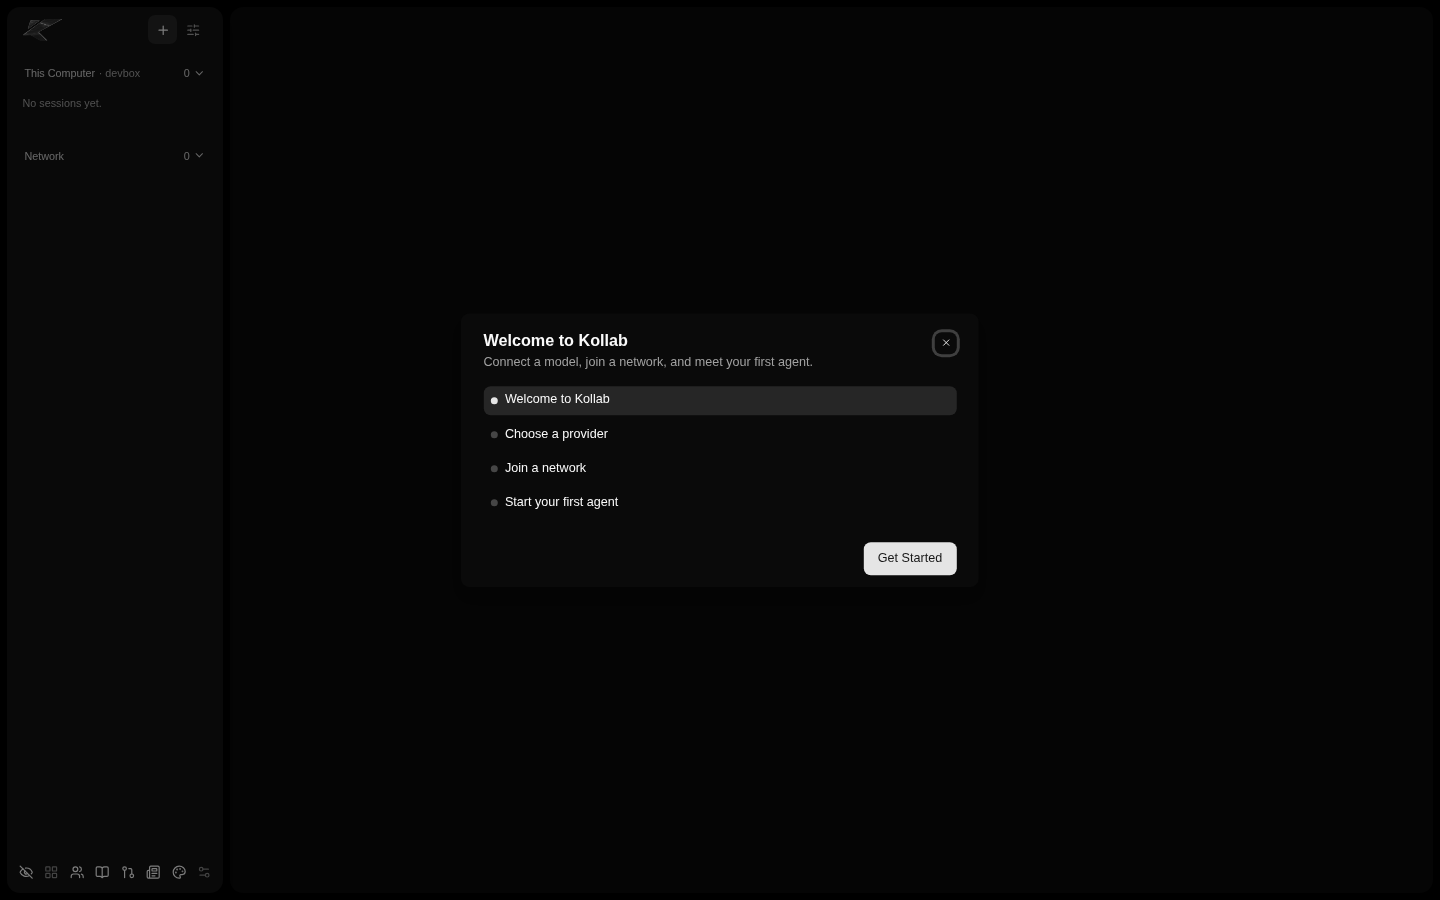 This Computer · devbox 0
No sessions yet.
Network 0
Welcome to Kollab
Connect a model, join a network, and meet your first agent.
Welcome to Kollab
Choose a provider
Join a network
Start your first agent
Get Started